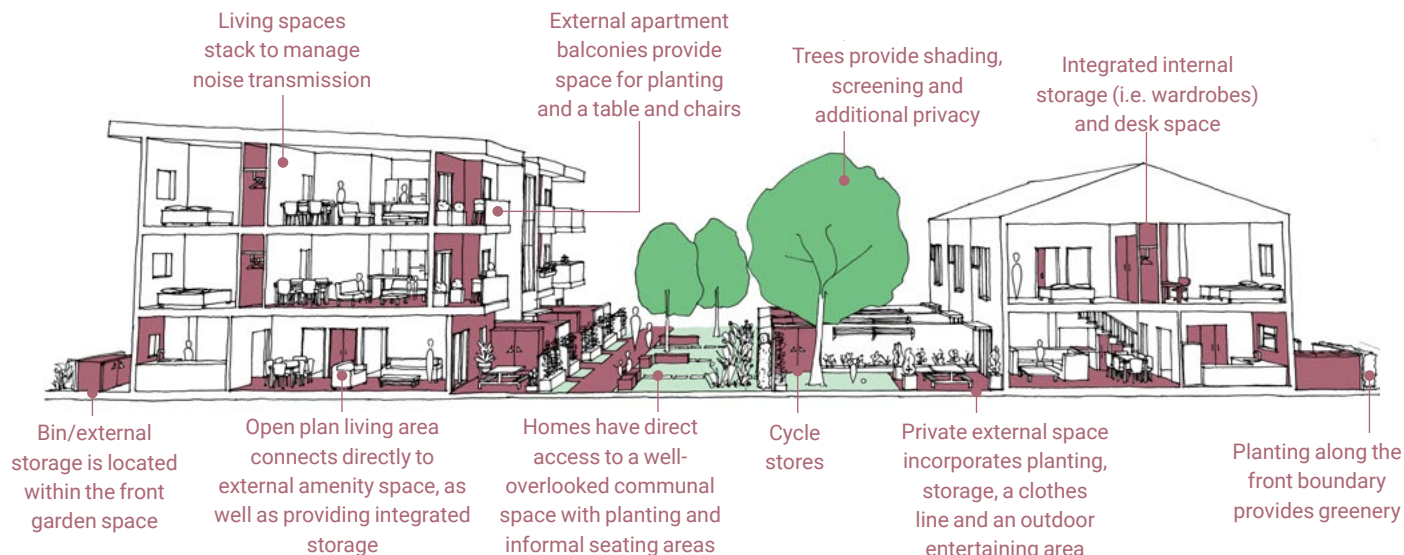 Living spaces
stack to manage
noise transmission
External apartment
balconies provide
space for planting
and a table and chairs
Trees provide shading,
screening and
additional privacy
Integrated internal
storage (i.e. wardrobes)
and desk space
Bin/external
storage is located
within the front
garden space
Open plan living area
connects directly to
external amenity space, as
well as providing integrated
storage
Homes have direct
access to a well-
overlooked communal
space with planting and
informal seating areas
Cycle
stores
Private external space
incorporates planting,
storage, a clothes
line and an outdoor
entertaining area
Planting along the
front boundary
provides greenery